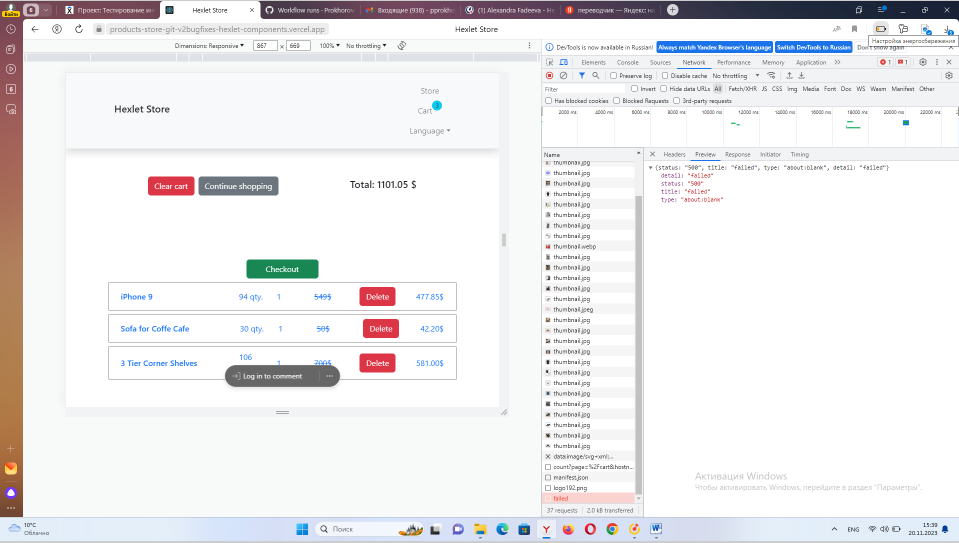 6
Проект: Тестирование ин
Hexlet Store
Workflow runs · Prokhorov
Входящие (938) – pprokho
(1) Alexandra Fadeeva - Hexl
переводчик — Яндекс на
products-store-git-v2bugfixes-hexlet-components.vercel.app
Hexlet Store
Настройка энергосбережения
Dimensions: Responsive
867 x 669
100%
No throttling
DevTools is now available in Russian!
Always match Yandex Browser's language
Switch DevTools to Russian
Don't show again
Elements
Console
Sources
Network
Performance
Memory
Application
1
1
Preserve log
Disable cache
No throttling
Filter
Invert
Hide data URLs
All
Fetch/XHR
JS
CSS
Img
Media
Font
Doc
WS
Wasm
Manifest
Other
Has blocked cookies
Blocked Requests
3rd-party requests
2000 ms
4000 ms
6000 ms
8000 ms
10000 ms
12000 ms
14000 ms
16000 ms
18000 ms
20000 ms
22000 ms
Hexlet Store
Store
Cart 3
Language
Clear cart
Continue shopping
Total: 1101.05 $
Checkout
iPhone 9
94 qty.
1
549$
Delete
477.85$
Sofa for Coffe Cafe
30 qty.
1
50$
Delete
42.20$
3 Tier Corner Shelves
106
1
700$
Delete
581.00$
Log in to comment
Name
thumbnail.jpg
thumbnail.jpg
thumbnail.jpg
thumbnail.jpg
thumbnail.jpg
thumbnail.jpg
thumbnail.jpg
thumbnail.jpg
thumbnail.webp
thumbnail.jpg
thumbnail.jpg
thumbnail.jpg
thumbnail.jpg
thumbnail.jpg
thumbnail.jpeg
thumbnail.jpg
thumbnail.jpg
thumbnail.jpg
thumbnail.jpg
thumbnail.jpg
thumbnail.jpg
thumbnail.jpg
thumbnail.jpg
thumbnail.jpg
thumbnail.jpg
thumbnail.jpg
thumbnail.jpg
thumbnail.jpg
data:image/svg+xml;...
count?page=%2Fcart&hostn...
manifest.json
logo192.png
failed
37 requests
2.0 kB transferred
Headers
Preview
Response
Initiator
Timing
{status: "500", title: "failed", type: "about:blank", detail: "failed"}
detail: "failed"
status: "500"
title: "failed"
type: "about:blank"
Активация Windows
Чтобы активировать Windows, перейдите в раздел "Параметры".
10°C
Облачно
Поиск
ENG
15:39
20.11.2023